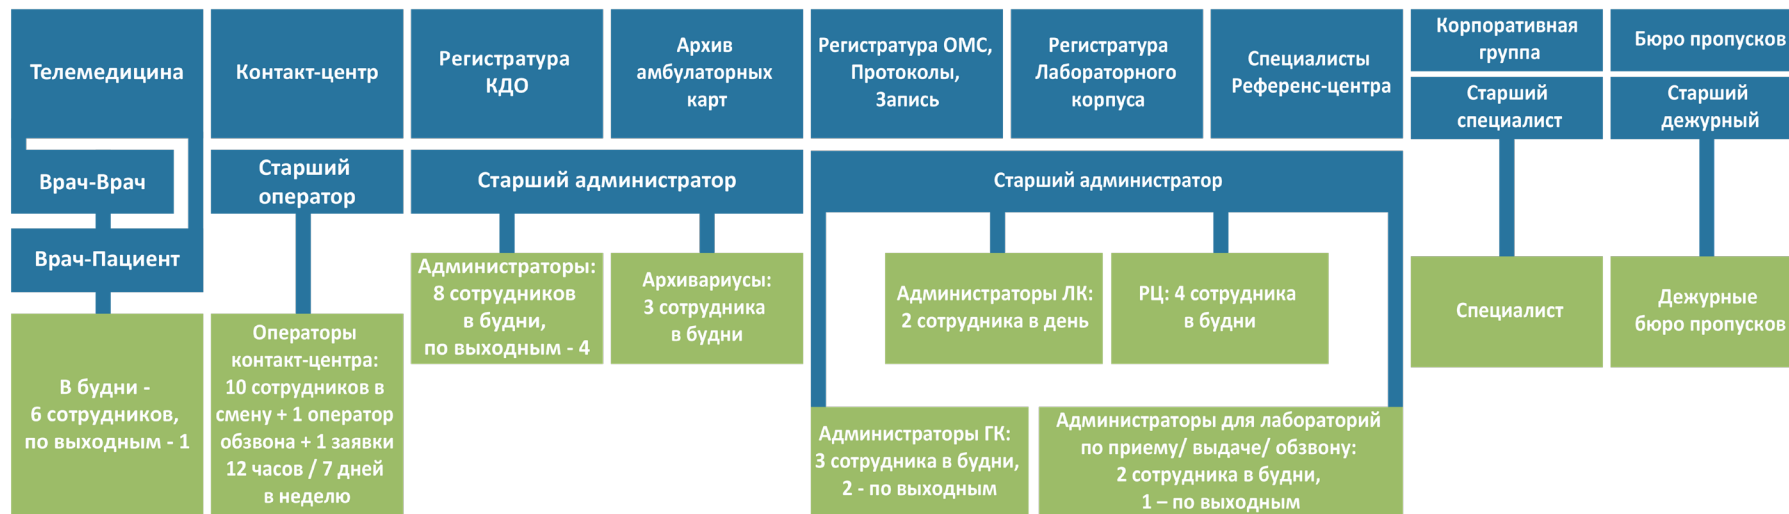 Телемедицина
Контакт-центр
Регистратура
КДО
Архив
амбулаторных
карт
Регистратура ОМС,
Протоколы,
Запись
Регистратура
Лабораторного
корпуса
Специалисты
Референс-центра
Корпоративная
группа
Бюро пропусков
Старший
специалист
Старший
дежурный
Врач-Врач
Врач-Пациент
Старший
оператор
Старший администратор
Старший администратор
В будни -
6 сотрудников,
по выходным - 1
Операторы
контакт-центра:
10 сотрудников в
смену + 1 оператор
обзвона + 1 заявки
12 часов / 7 дней
в неделю
Администраторы:
8 сотрудников
в будни,
по выходным - 4
Архивариусы:
3 сотрудника
в будни
Администраторы ЛК:
2 сотрудника в день
РЦ: 4 сотрудника
в будни
Специалист
Дежурные
бюро пропусков
Администраторы ГК:
3 сотрудника в будни,
2 - по выходным
Администраторы для лабораторий
по приему/ выдаче/ обзвону:
2 сотрудника в будни,
1 – по выходным